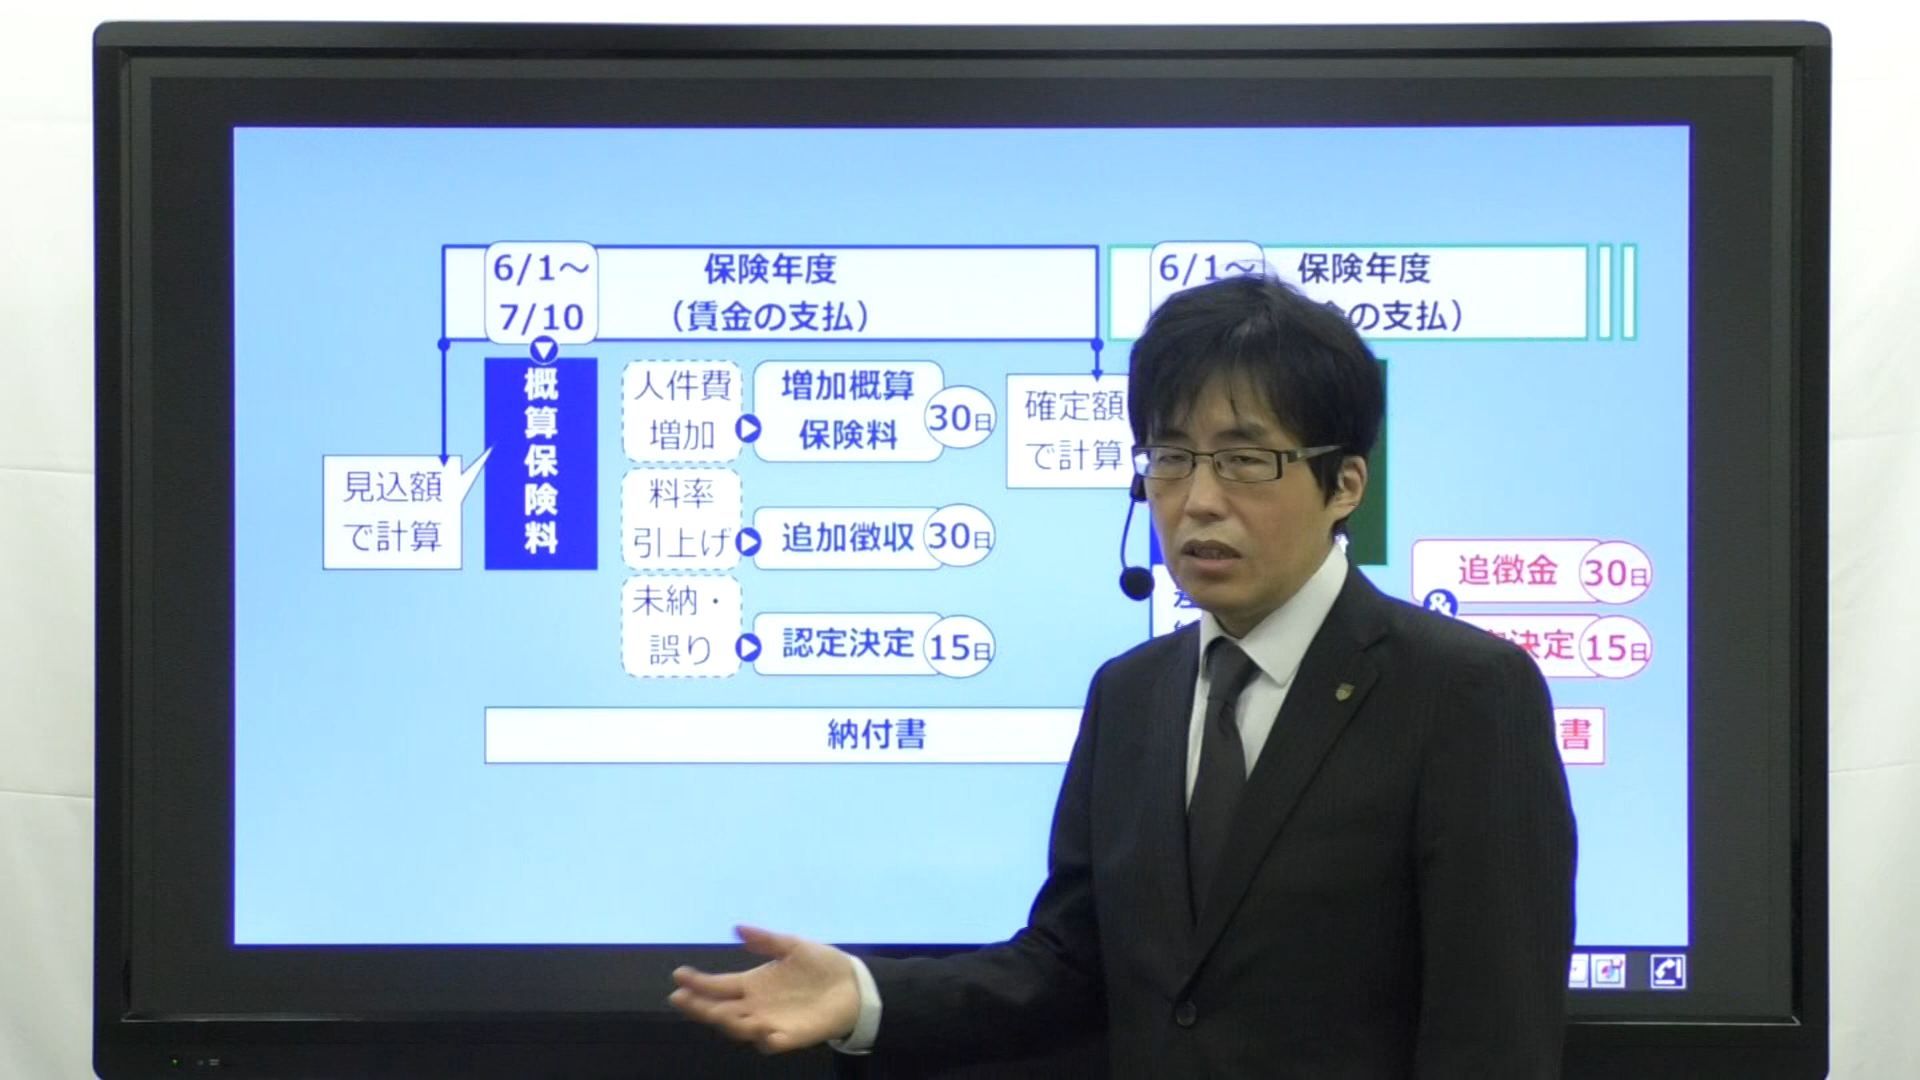 6/1～
7/10
保険年度
（賃金の支払）
6/1～
保険年度
の支払）
概算保険料
見込額
で計算
人件費
増加
増加概算
保険料
30日
料率
引上げ
追加徴収
30日
未納・
誤り
認定決定
15日
確定額
で計算
追徴金
30日
&
決定
15日
納付書
書